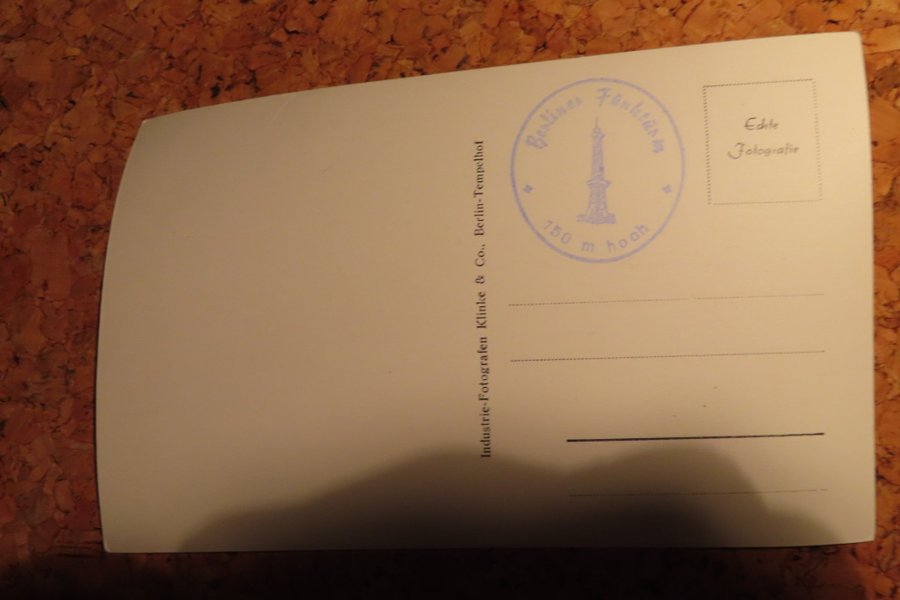 Industrie-Fotografen Klinke & Co., Berlin-Tempelhof
Berliner Funkturm
150 m hoch
Echte
Fotografie